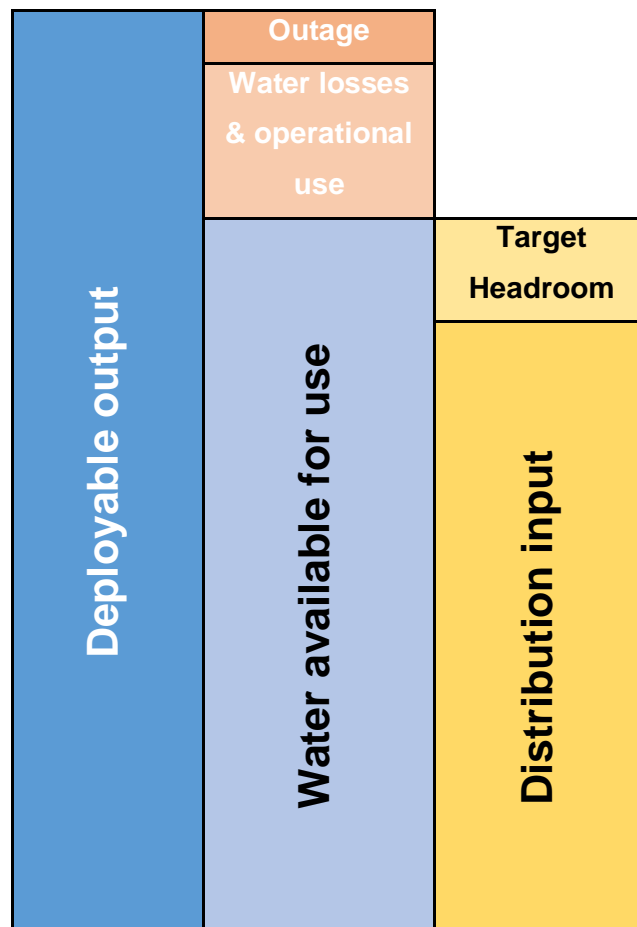 Outage
Water losses
& operational
use
Target
Headroom
Deployable output
Water available for use
Distribution input